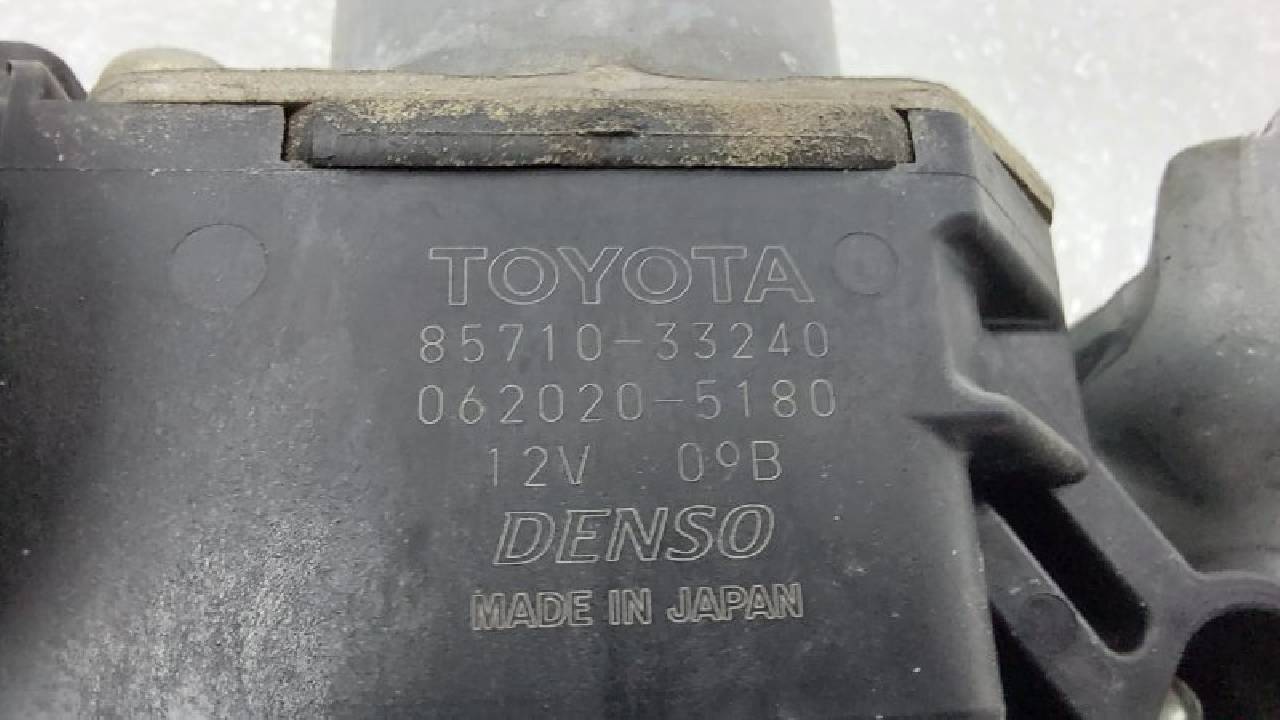 TOYOTA
85710-33240
062020-5180
12V 09B
DENSO
MADE IN JAPAN